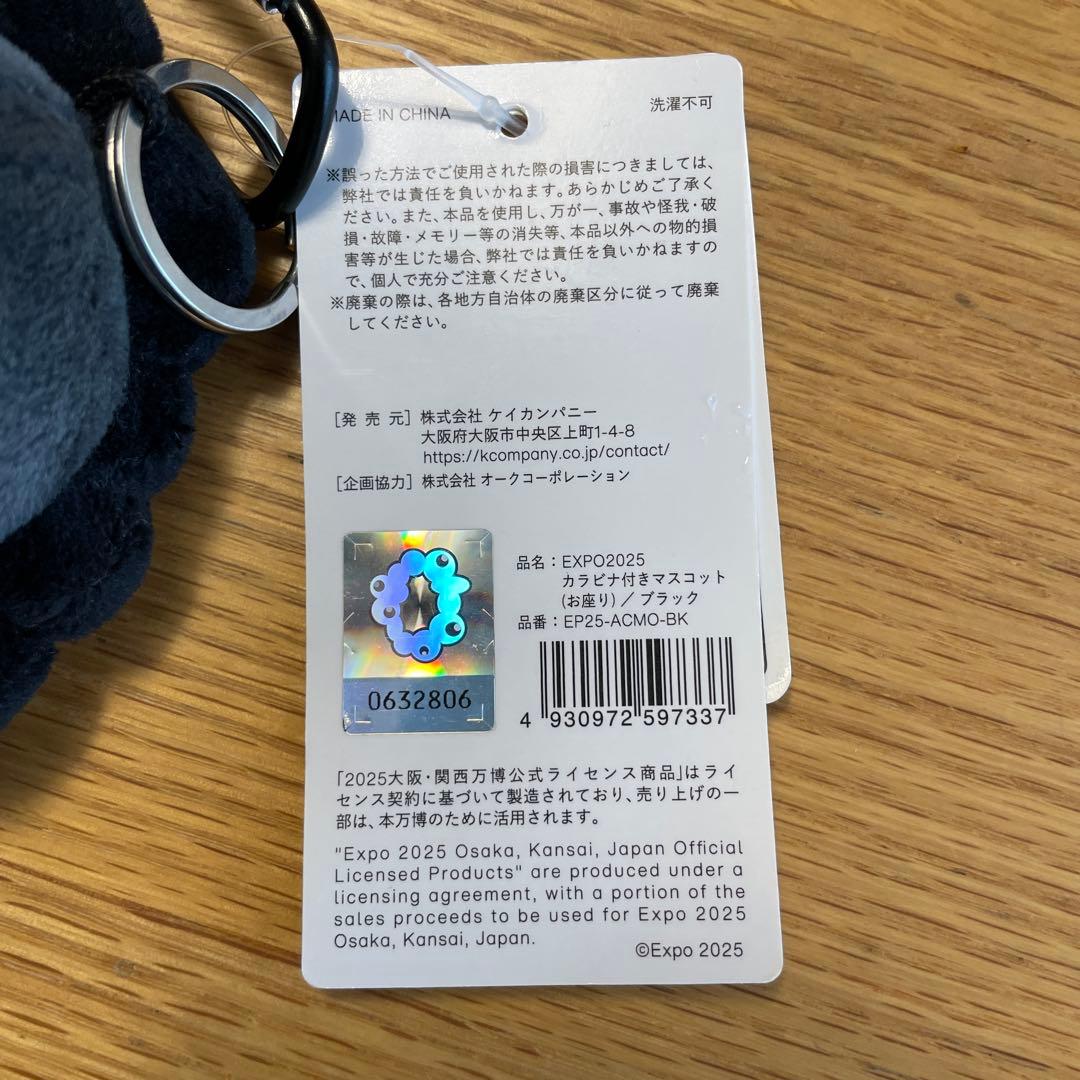 MADE IN CHINA
洗濯不可
※誤った方法でご使用された際の損害につきましては、
弊社では責任を負いかねます。あらかじめご了承く
ださい。また、本品を使用し、万が一、事故や怪我・破
損・故障・メモリー等の消失等、本品以外への物的損
害等が生じた場合、弊社では責任を負いかねますの
で、個人で充分ご注意ください。
※廃棄の際は、各地方自治体の廃棄区分に従って廃棄
してください。
[発売元] 株式会社 ケイカンパニー
大阪府大阪市中央区上町1-4-8
https://kcompany.co.jp/contact/
[企画協力] 株式会社 オークコーポレーション
品名：EXPO2025
カラビナ付きマスコット
(お座り)／ブラック
品番：EP25-ACMO-BK
0632806
4 930972 597337
「2025大阪・関西万博公式ライセンス商品」はライ
センス契約に基づいて製造されており、売り上げの一
部は、本万博のために活用されます。
"Expo 2025 Osaka, Kansai, Japan Official
Licensed Products" are produced under a
licensing agreement, with a portion of the
sales proceeds to be used for Expo 2025
Osaka, Kansai, Japan.
©Expo 2025